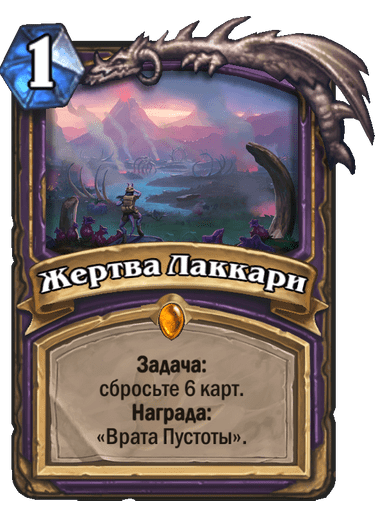 1
Жертва Лаккари
Задача:
сбросьте 6 карт.
Награда:
«Врата Пустоты».